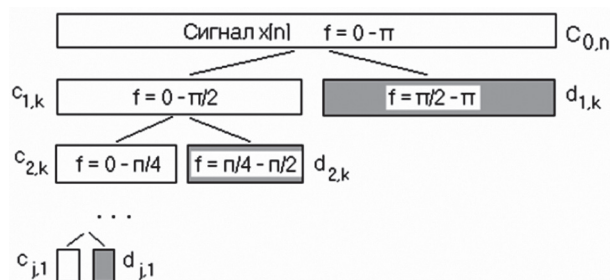 Сигнал x[n] f = 0 - π C0,n
c1,k f = 0 - π/2 f = π/2 - π d1,k
c2,k f = 0 - π/4 f = π/4 - π/2 d2,k
. . .
cj,1 dj,1